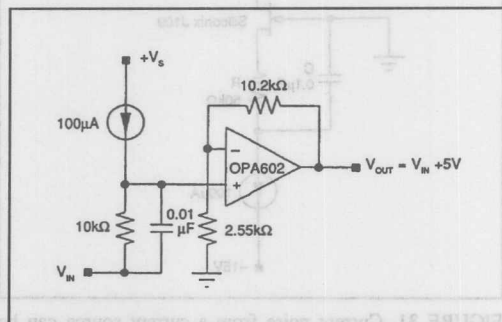 +Vs
100µA
10.2kΩ
−
OPA602
+
VOUT = VIN +5V
10kΩ
0.01
µF
2.55kΩ
VIN